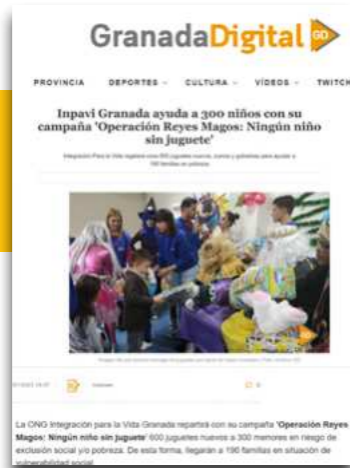 GranadaDigital GD
PROVINCIA DEPORTES CULTURA VÍDEOS TWITCH
Inpavi Granada ayuda a 300 niños con su
campaña 'Operación Reyes Magos: Ningún niño
sin juguete'
La ONG Integración para la Vida Granada repartirá con su campaña 'Operación Reyes
Magos: Ningún niño sin juguete' 600 juguetes nuevos a 300 menores en riesgo de
exclusión social y/o pobreza. De esta forma, llegarán a 190 familias en situación de
vulnerabilidad social